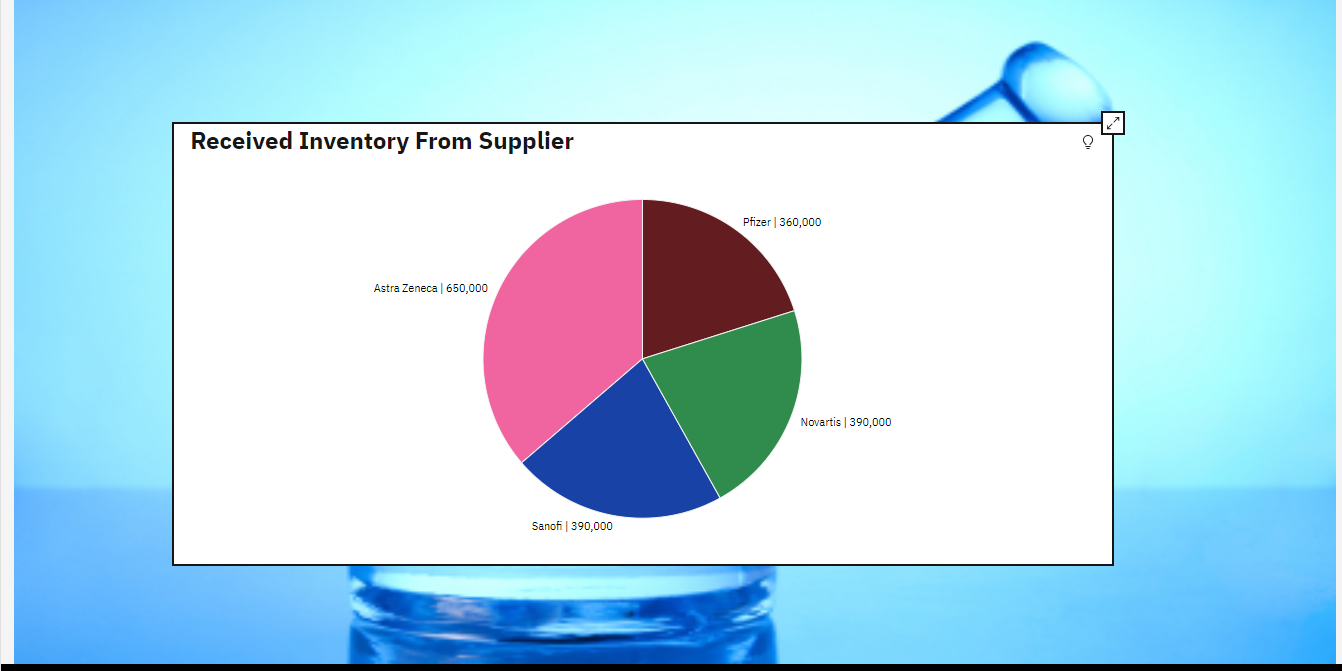 Received Inventory From Supplier
Pfizer | 360,000
Astra Zeneca | 650,000
Novartis | 390,000
Sanofi | 390,000